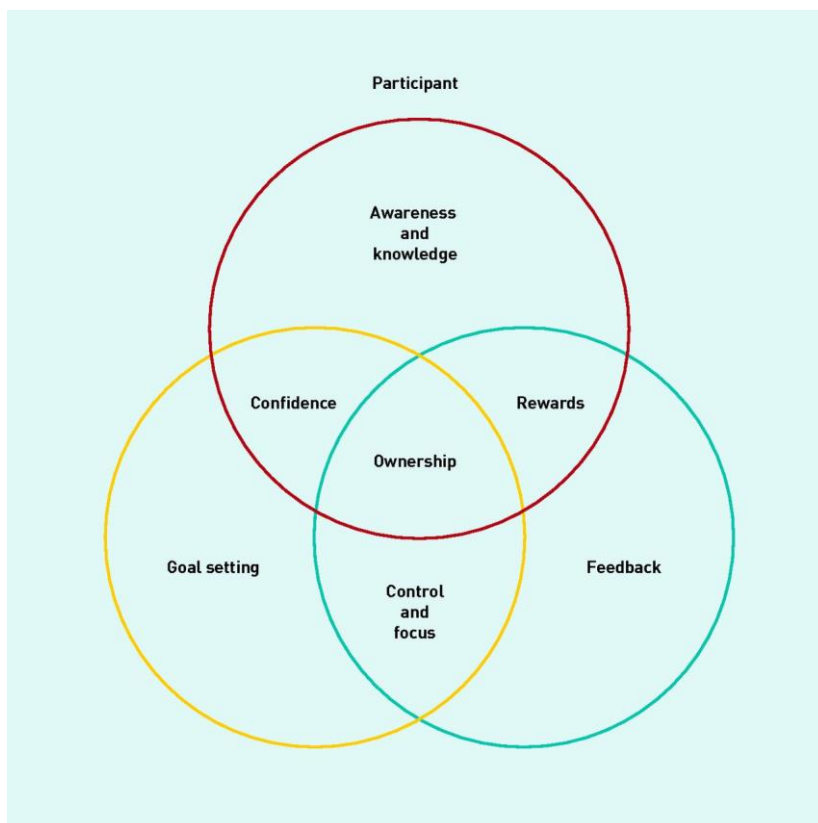 Participant
Awareness
and
knowledge
Confidence
Rewards
Ownership
Goal setting
Feedback
Control
and
focus